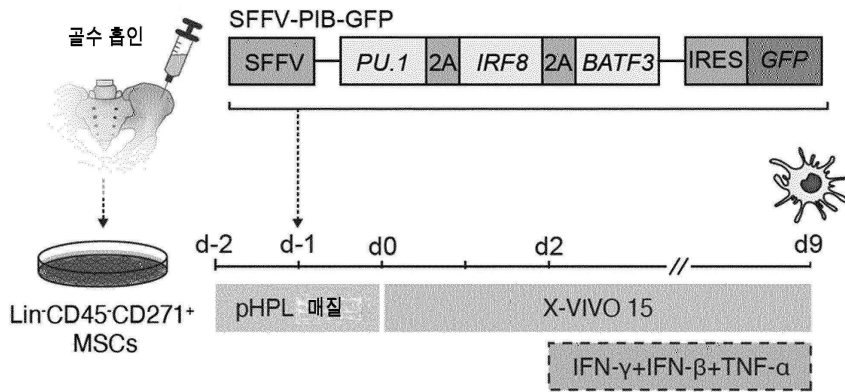 SFFV-PIB-GFP
골수 흡인
SFFV PU.1 2A IRF8 2A BATF3 IRES GFP
d-2 d-1 d0 d2 d9
pHPL 매질 X-VIVO 15
Lin-CD45-CD271+
MSCs
IFN-γ+IFN-β+TNF-α